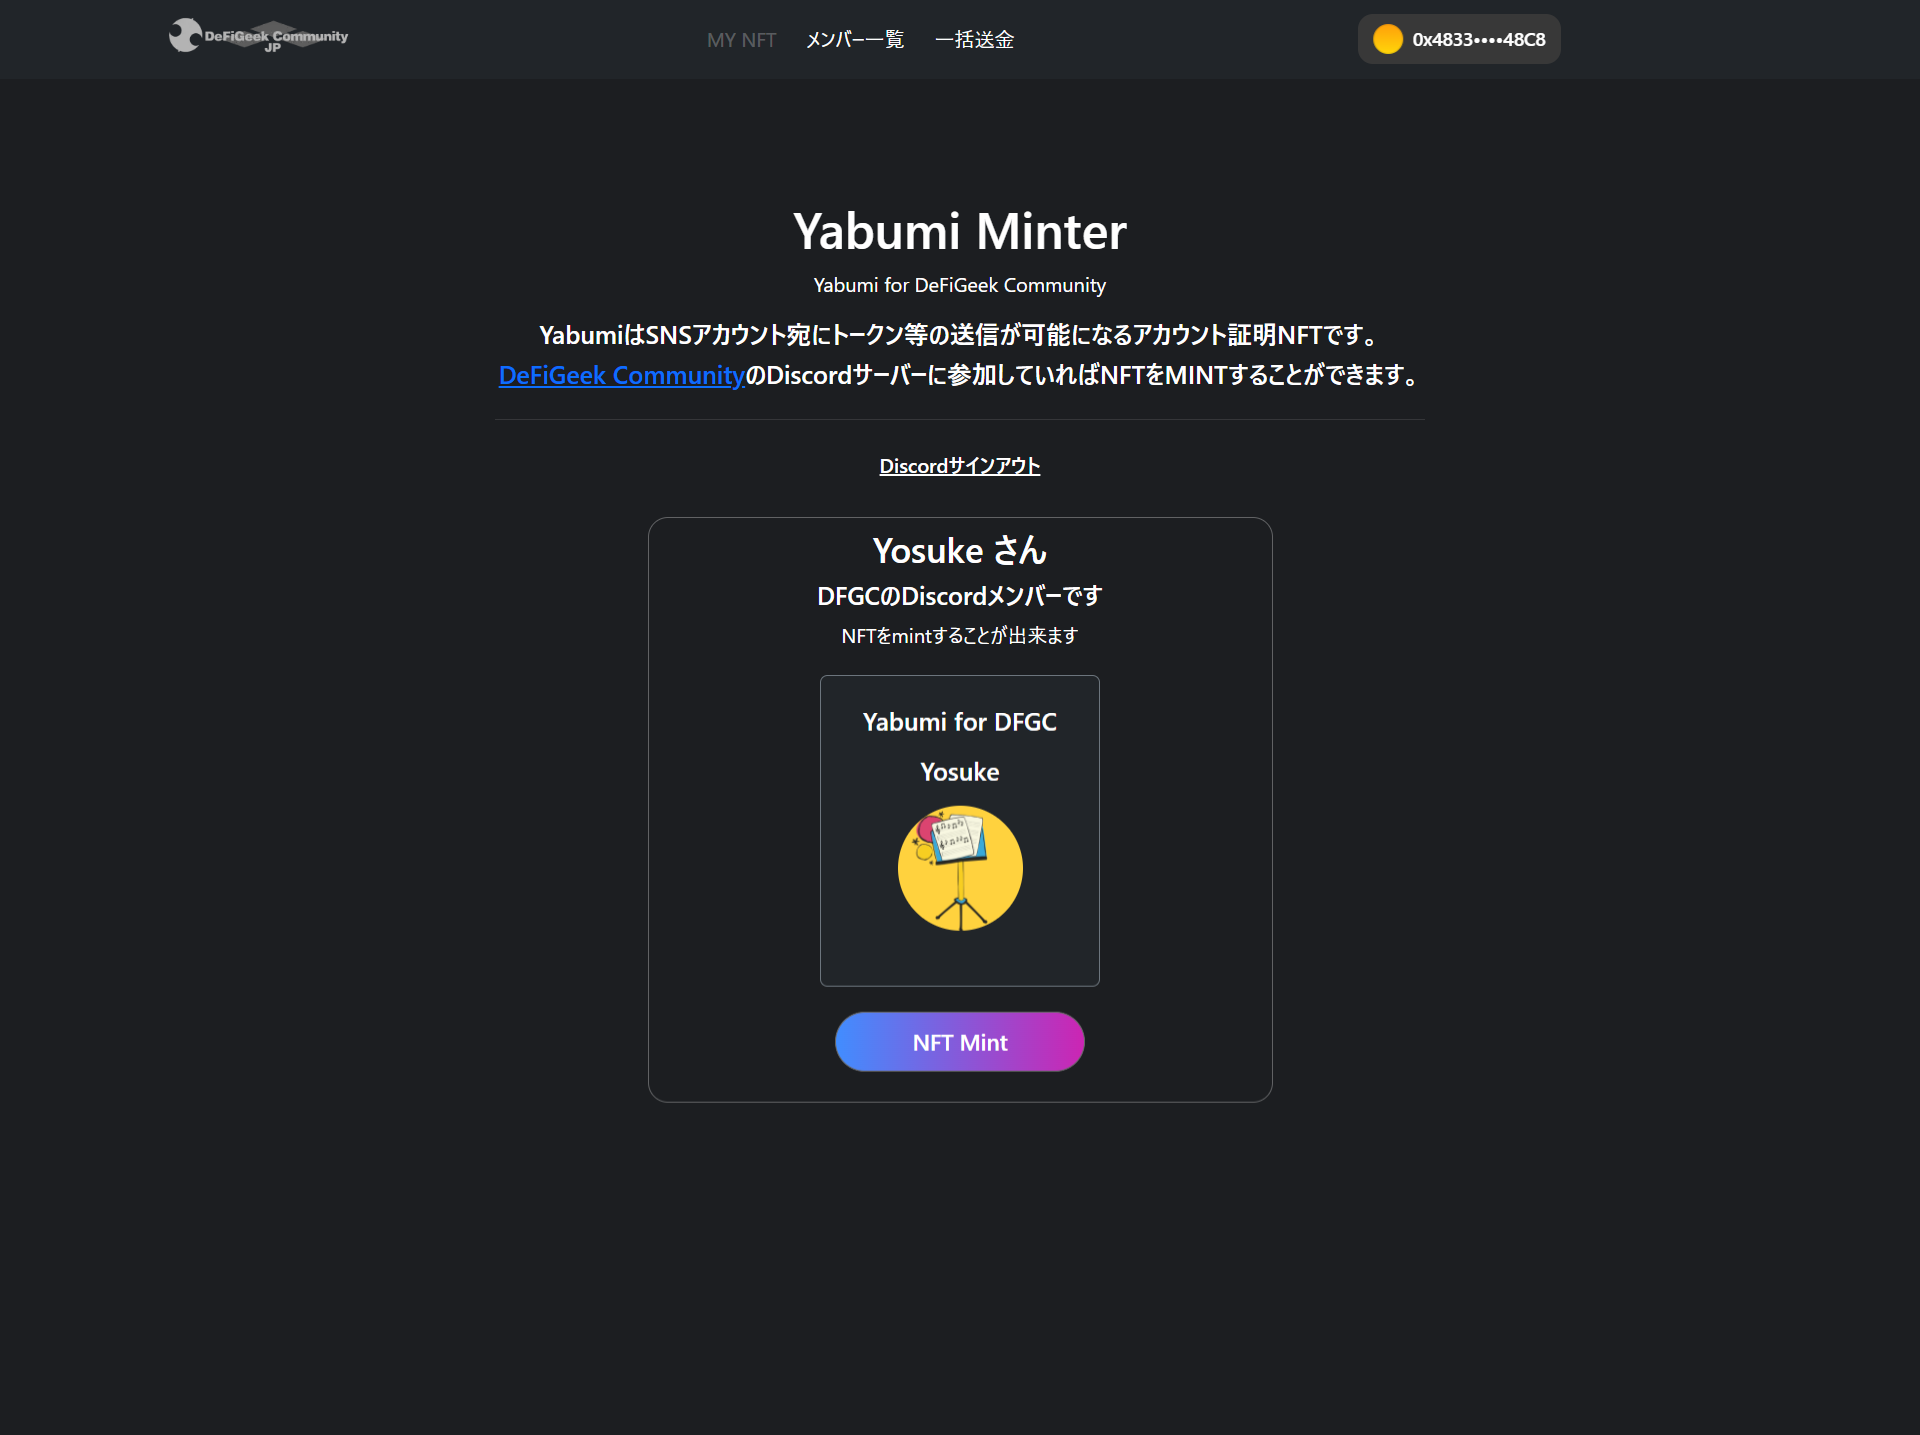 DeFiGeek Community
JP
MY NFT
メンバー一覧
一括送金
0x4833••••48C8
Yabumi Minter
Yabumi for DeFiGeek Community
YabumiはSNSアカウント宛にトークン等の送信が可能になるアカウント証明NFTです。
DeFiGeek CommunityのDiscordサーバーに参加していればNFTをMINTすることができます。
Discordサインアウト
Yosuke さん
DFGCのDiscordメンバーです
NFTをmintすることが出来ます
Yabumi for DFGC
Yosuke
NFT Mint